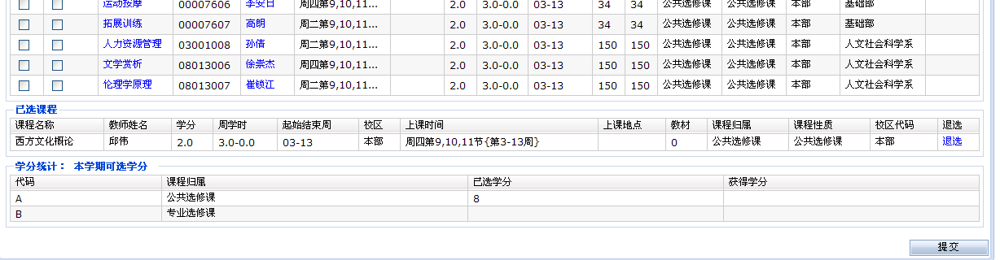 运动按摩 00007606 李安日 周四第9,10,11... 2.0 3.0-0.0 03-13 34 34 公共选修课 公共选修课 本部 基础部
拓展训练 00007607 高朗 周二第9,10,11... 2.0 3.0-0.0 03-13 34 34 公共选修课 公共选修课 本部 基础部
人力资源管理 03001008 孙倩 周二第9,10,11... 2.0 3.0-0.0 03-13 150 150 公共选修课 公共选修课 本部 人文社会科学系
文学赏析 08013006 徐崇杰 周四第9,10,11... 2.0 3.0-0.0 03-13 150 150 公共选修课 公共选修课 本部 人文社会科学系
伦理学原理 08013007 崔锁江 周二第9,10,11... 2.0 3.0-0.0 03-13 150 150 公共选修课 公共选修课 本部 人文社会科学系
已选课程
课程名称 教师姓名 学分 周学时 起始结束周 校区 上课时间 上课地点 教材 课程归属 课程性质 校区代码 退选
西方文化概论 邱伟 2.0 3.0-0.0 03-13 本部 周四第9,10,11节{第3-13周} 0 公共选修课 公共选修课 本部 退选
学分统计： 本学期可选学分
代码 课程归属 已选学分 获得学分
A 公共选修课 8
B 专业选修课
提交